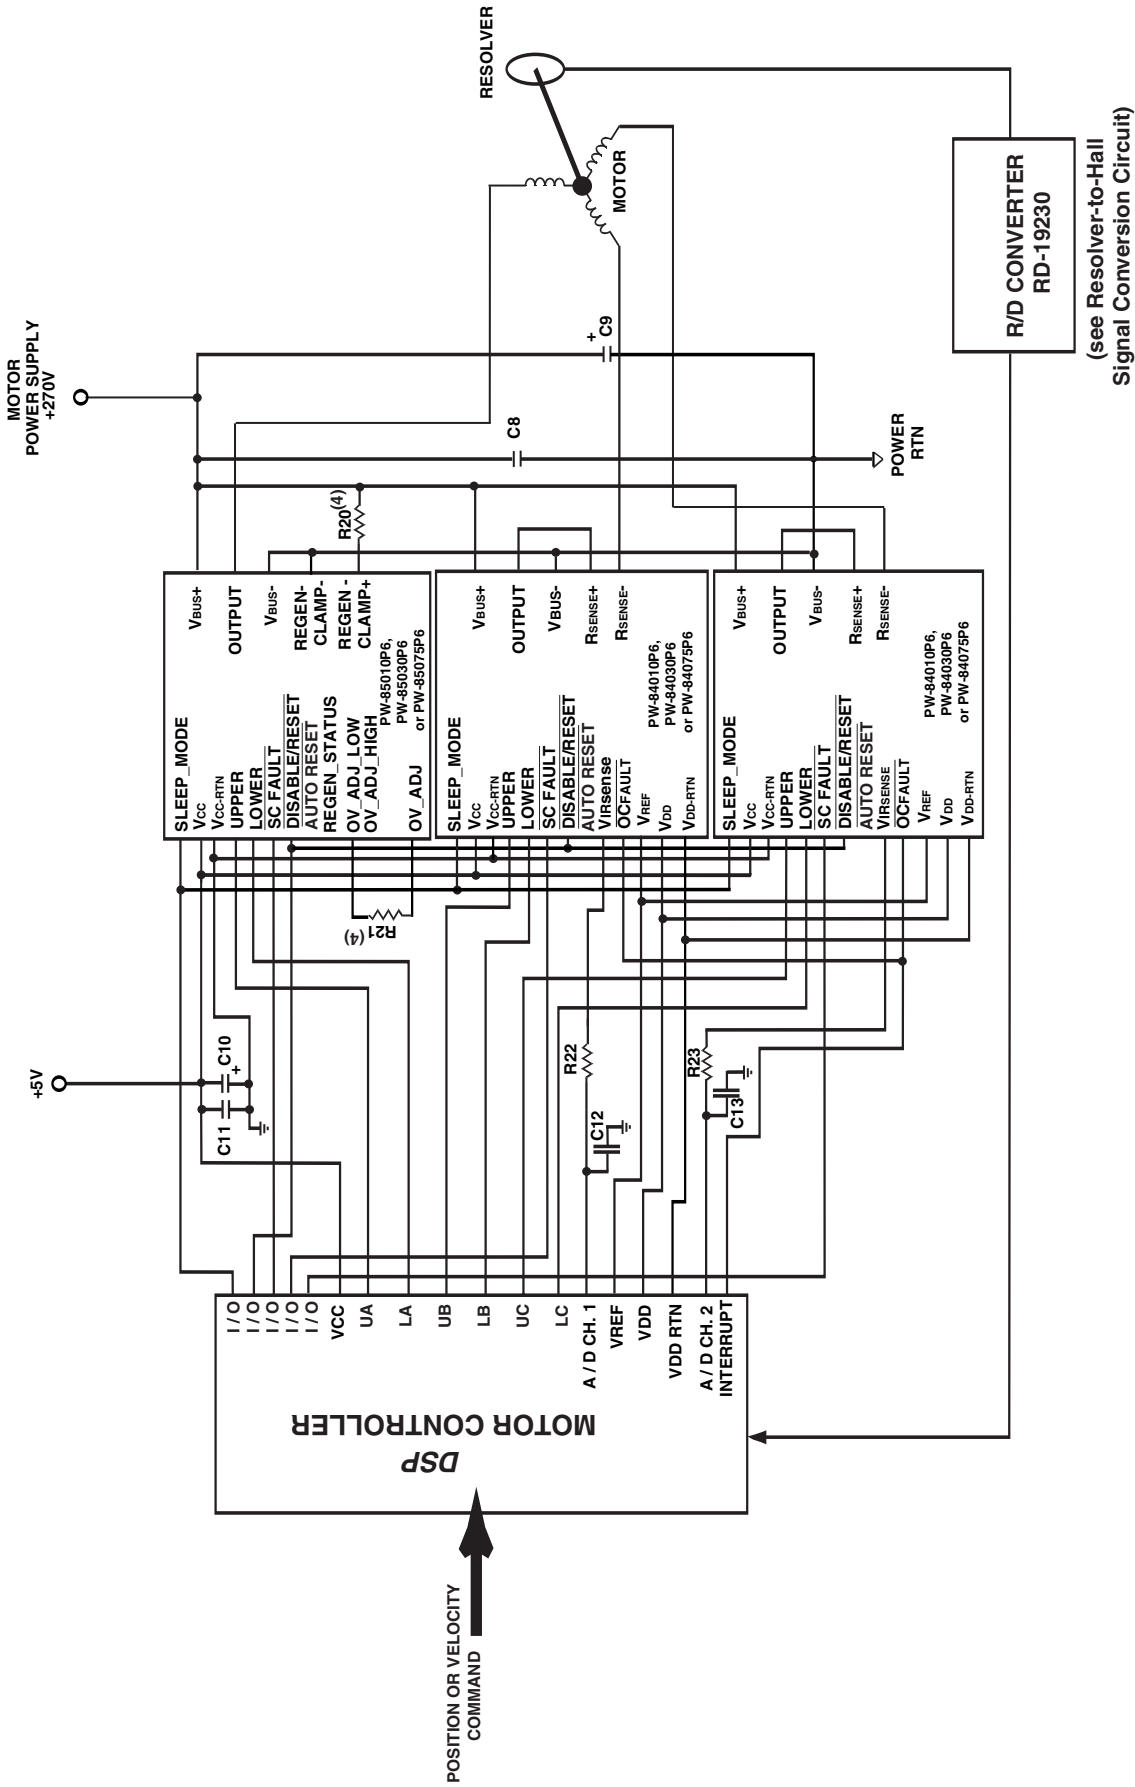 MOTOR
POWER SUPPLY
+270V
+5V
RESOLVER
MOTOR
R/D CONVERTER
RD-19230
(see Resolver-to-Hall
Signal Conversion Circuit)
POWER
RTN
C9
+
C8
R20(4)
SLEEP_MODE
VCC
VCC-RTN
UPPER
LOWER
SC FAULT
DISABLE/RESET
AUTO RESET
REGEN_STATUS
OV_ADJ_LOW
OV_ADJ_HIGH
OV_ADJ
VBUS+
OUTPUT
VBUS-
REGEN-
CLAMP-
REGEN -
CLAMP+
PW-85010P6,
PW-85030P6
or PW-85075P6
SLEEP_MODE
VCC
VCC-RTN
UPPER
LOWER
SC FAULT
DISABLE/RESET
AUTO RESET
VIRsense
OCFAULT
VREF
VDD
VDD-RTN
VBUS+
OUTPUT
VBUS-
RSENSE+
RSENSE-
PW-84010P6,
PW-84030P6
or PW-84075P6
SLEEP_MODE
VCC
VCC-RTN
UPPER
LOWER
SC FAULT
DISABLE/RESET
AUTO RESET
VIRSENSE
OCFAULT
VREF
VDD
VDD-RTN
VBUS+
OUTPUT
VBUS-
RSENSE+
RSENSE-
PW-84010P6,
PW-84030P6
or PW-84075P6
R21(4)
C10
+
C11
R22
C12
R23
C13
I / O
I / O
I / O
I / O
I / O
VCC
UA
LA
UB
LB
UC
LC
A / D CH. 1
VREF
VDD
VDD RTN
A / D CH. 2
INTERRUPT
DSP
MOTOR CONTROLLER
POSITION OR VELOCITY
COMMAND